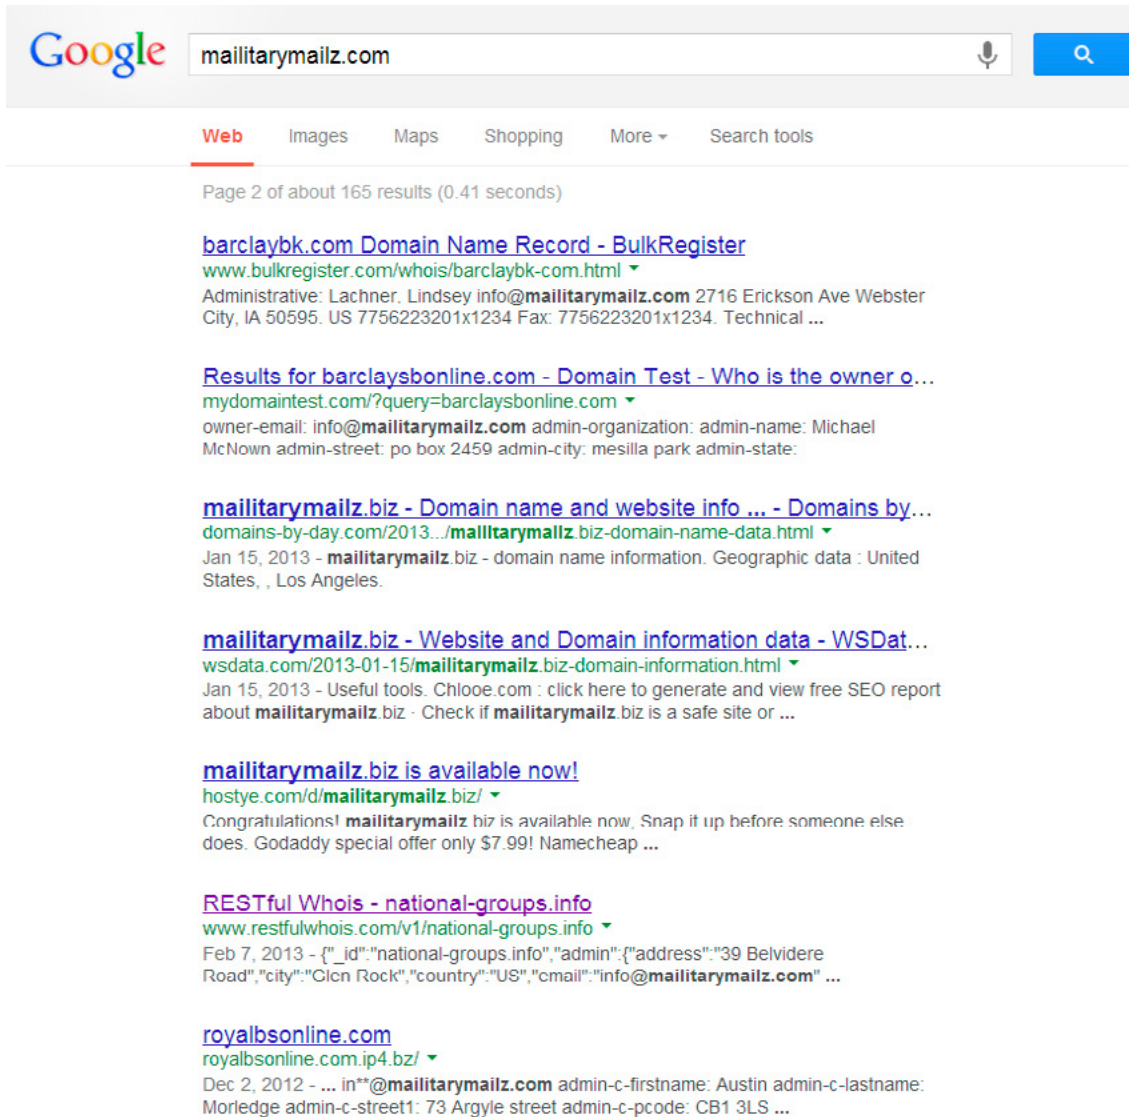 Google
mailitarymailz.com
Web Images Maps Shopping More Search tools
Page 2 of about 165 results (0.41 seconds)
barclaybk.com Domain Name Record - BulkRegister
www.bulkregister.com/whois/barclaybk-com.html
Administrative: Lachner, Lindsey info@mailitarymailz.com 2716 Erickson Ave Webster
City, IA 50595. US 7756223201x1234 Fax: 7756223201x1234. Technical ...
Results for barclaysbonline.com - Domain Test - Who is the owner o...
mydomaintest.com/?query=barclaysbonline.com
owner-email: info@mailitarymailz.com admin-organization: admin-name: Michael
McNown admin-street: po box 2459 admin-city: mesilla park admin-state:
mailitarymailz.biz - Domain name and website info ... - Domains by...
domains-by-day.com/2013.../mailitarymailz.biz-domain-name-data.html
Jan 15, 2013 - mailitarymailz.biz - domain name information. Geographic data : United
States, , Los Angeles.
mailitarymailz.biz - Website and Domain information data - WSDat...
wsdata.com/2013-01-15/mailitarymailz.biz-domain-information.html
Jan 15, 2013 - Useful tools. Chlooe.com : click here to generate and view free SEO report
about mailitarymailz.biz · Check if mailitarymailz.biz is a safe site or ...
mailitarymailz.biz is available now!
hostye.com/d/mailitarymailz.biz/
Congratulations! mailitarymailz.biz is available now, Snap it up before someone else
does. Godaddy special offer only $7.99! Namecheap ...
RESTful Whois - national-groups.info
www.restfulwhois.com/v1/national-groups.info
Feb 7, 2013 - {"_id":"national-groups.info","admin":{"address":"39 Belvidere
Road","city":"Glen Rock","country":"US","email":"info@mailitarymailz.com" ...
royalbsonline.com
royalbsonline.com.ip4.bz/
Dec 2, 2012 - ... in**@mailitarymailz.com admin-c-firstname: Austin admin-c-lastname:
Morledge admin-c-street1: 73 Argyle street admin-c-pcode: CB1 3LS ...